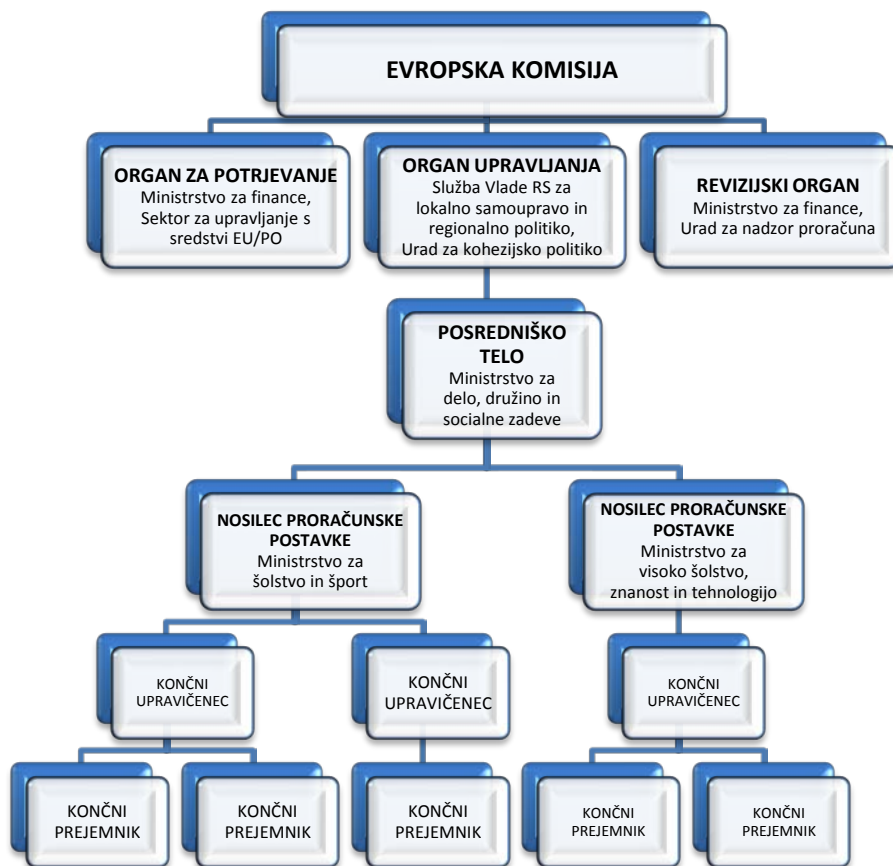 EVROPSKA KOMISIJA
ORGAN ZA POTRJEVANJE
Ministrstvo za finance,
Sektor za upravljanje s
sredstvi EU/PO
ORGAN UPRAVLJANJA
Služba Vlade RS za
lokalno samoupravo in
regionalno politiko,
Urad za kohezijsko politiko
REVIZIJSKI ORGAN
Ministrstvo za finance,
Urad za nadzor proračuna
POSREDNIŠKO
TELO
Ministrstvo za
delo, družino in
socialne zadeve
NOSILEC PRORAČUNSKE
POSTAVKE
Ministrstvo za
šolstvo in šport
NOSILEC PRORAČUNSKE
POSTAVKE
Ministrstvo za
visoko šolstvo,
znanost in tehnologijo
KONČNI
UPRAVIČENEC
KONČNI
UPRAVIČENEC
KONČNI
UPRAVIČENEC
KONČNI
PREJEMNIK
KONČNI
PREJEMNIK
KONČNI
PREJEMNIK
KONČNI
PREJEMNIK
KONČNI
PREJEMNIK